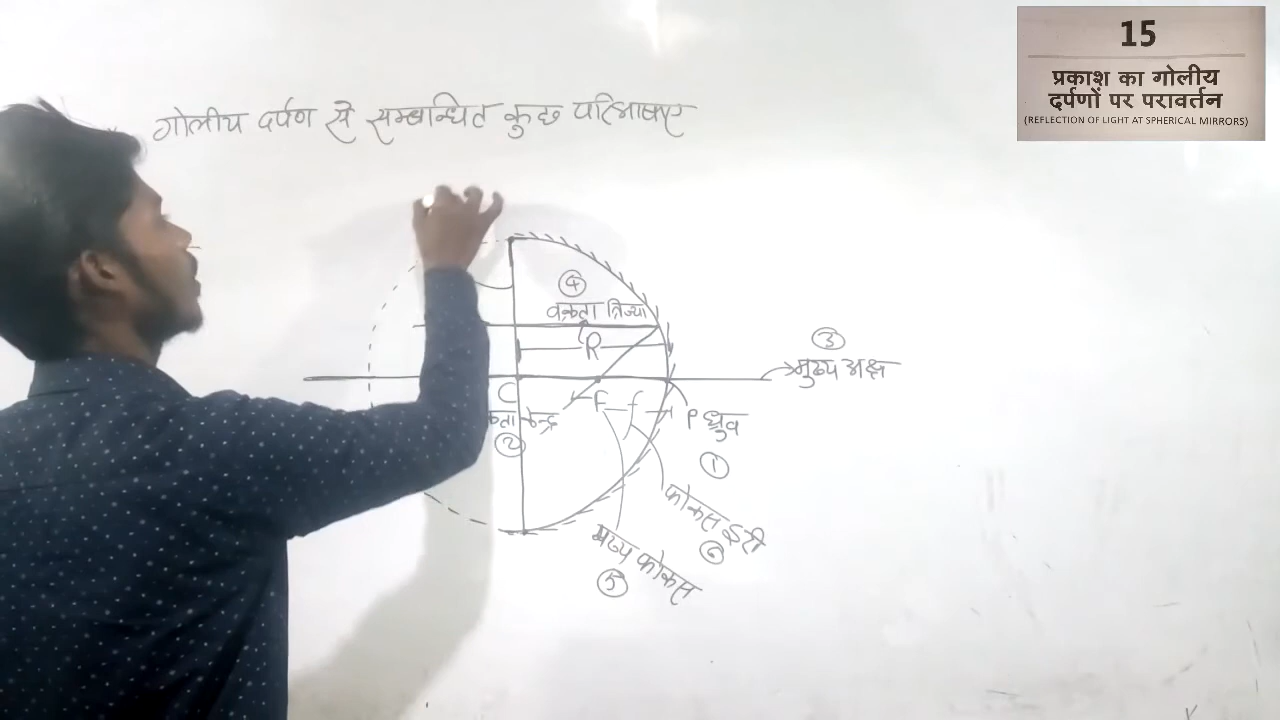 15
प्रकाश का गोलीय
दर्पणों पर परावर्तन
(REFLECTION OF LIGHT AT SPHERICAL MIRRORS)
गोलीय दर्पण से सम्बन्धित कुछ परिभाषाए
④
वक्रता त्रिज्या
R
③
मुख्य अक्ष
C
F
f
P ध्रुव
केन्द्र
②
①
फोकस दूरी
⑥
मुख्य फोकस
⑤